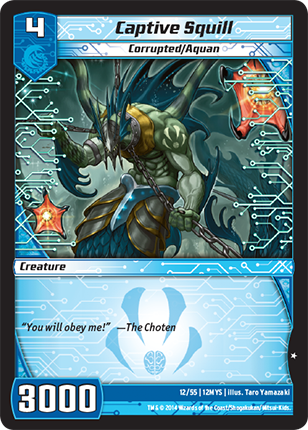 4
Captive Squill
Corrupted/Aquan
Creature
“You will obey me!” —The Choten
12/55 | 12MYS | illus. Taro Yamazaki
3000
TM & © 2014 Wizards of the Coast/Shogakukan/Mitsui-Kids.